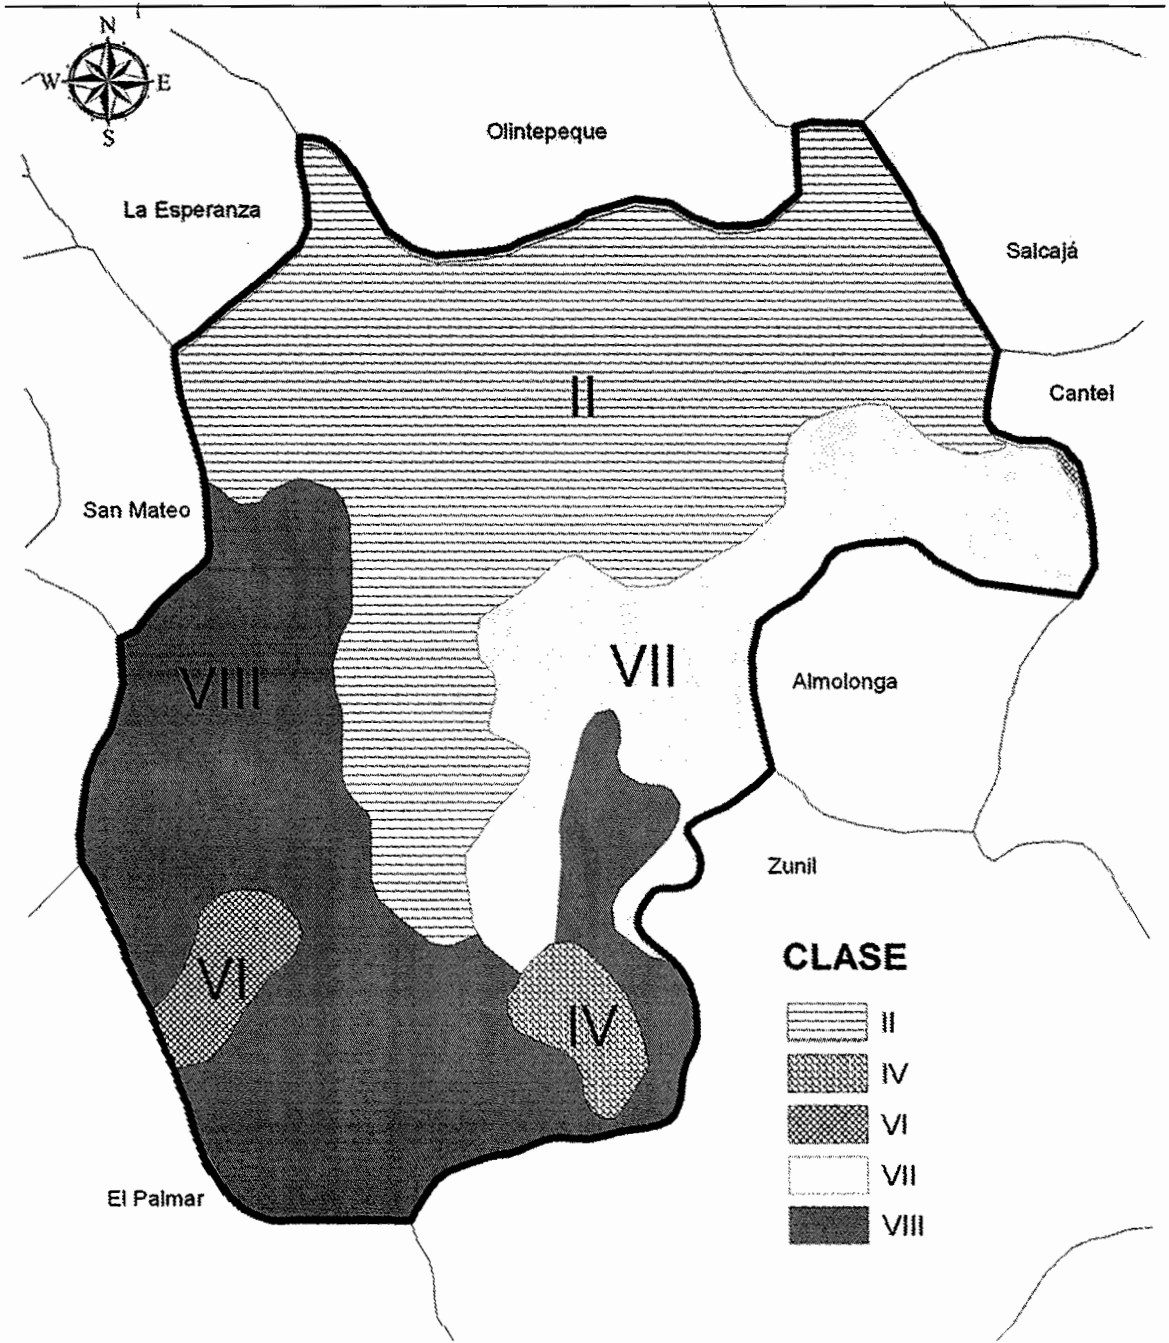 N
W E
S
Olintepeque
La Esperanza
Salcajá
Cantel
II
San Mateo
VII
VIII
Almolonga
Zunil
CLASE
VI
IV
II
IV
VI
VII
VIII
El Palmar